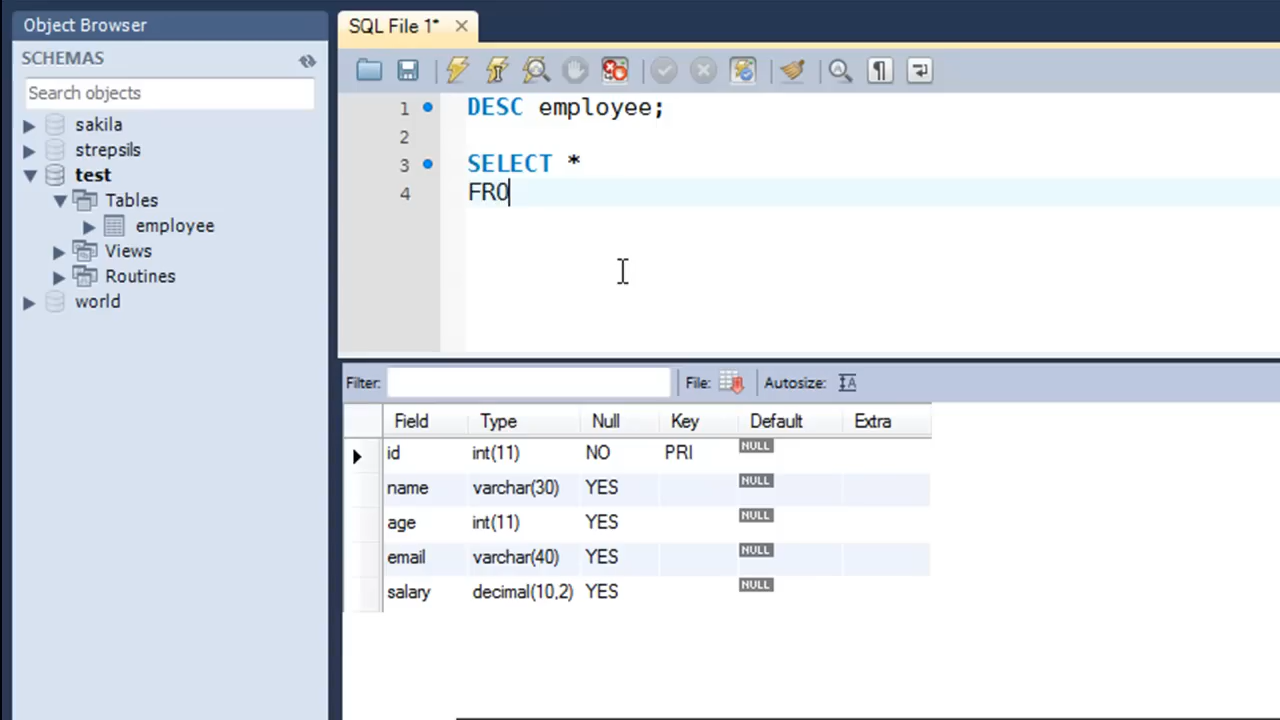 Object Browser
SCHEMAS
Search objects
sakila
strepsils
test
Tables
employee
Views
Routines
world
SQL File 1*
1 DESC employee;
2
3 SELECT *
4 FRO
Filter: File: Autosize:
Field Type Null Key Default Extra
id int(11) NO PRI NULL
name varchar(30) YES NULL
age int(11) YES NULL
email varchar(40) YES NULL
salary decimal(10,2) YES NULL